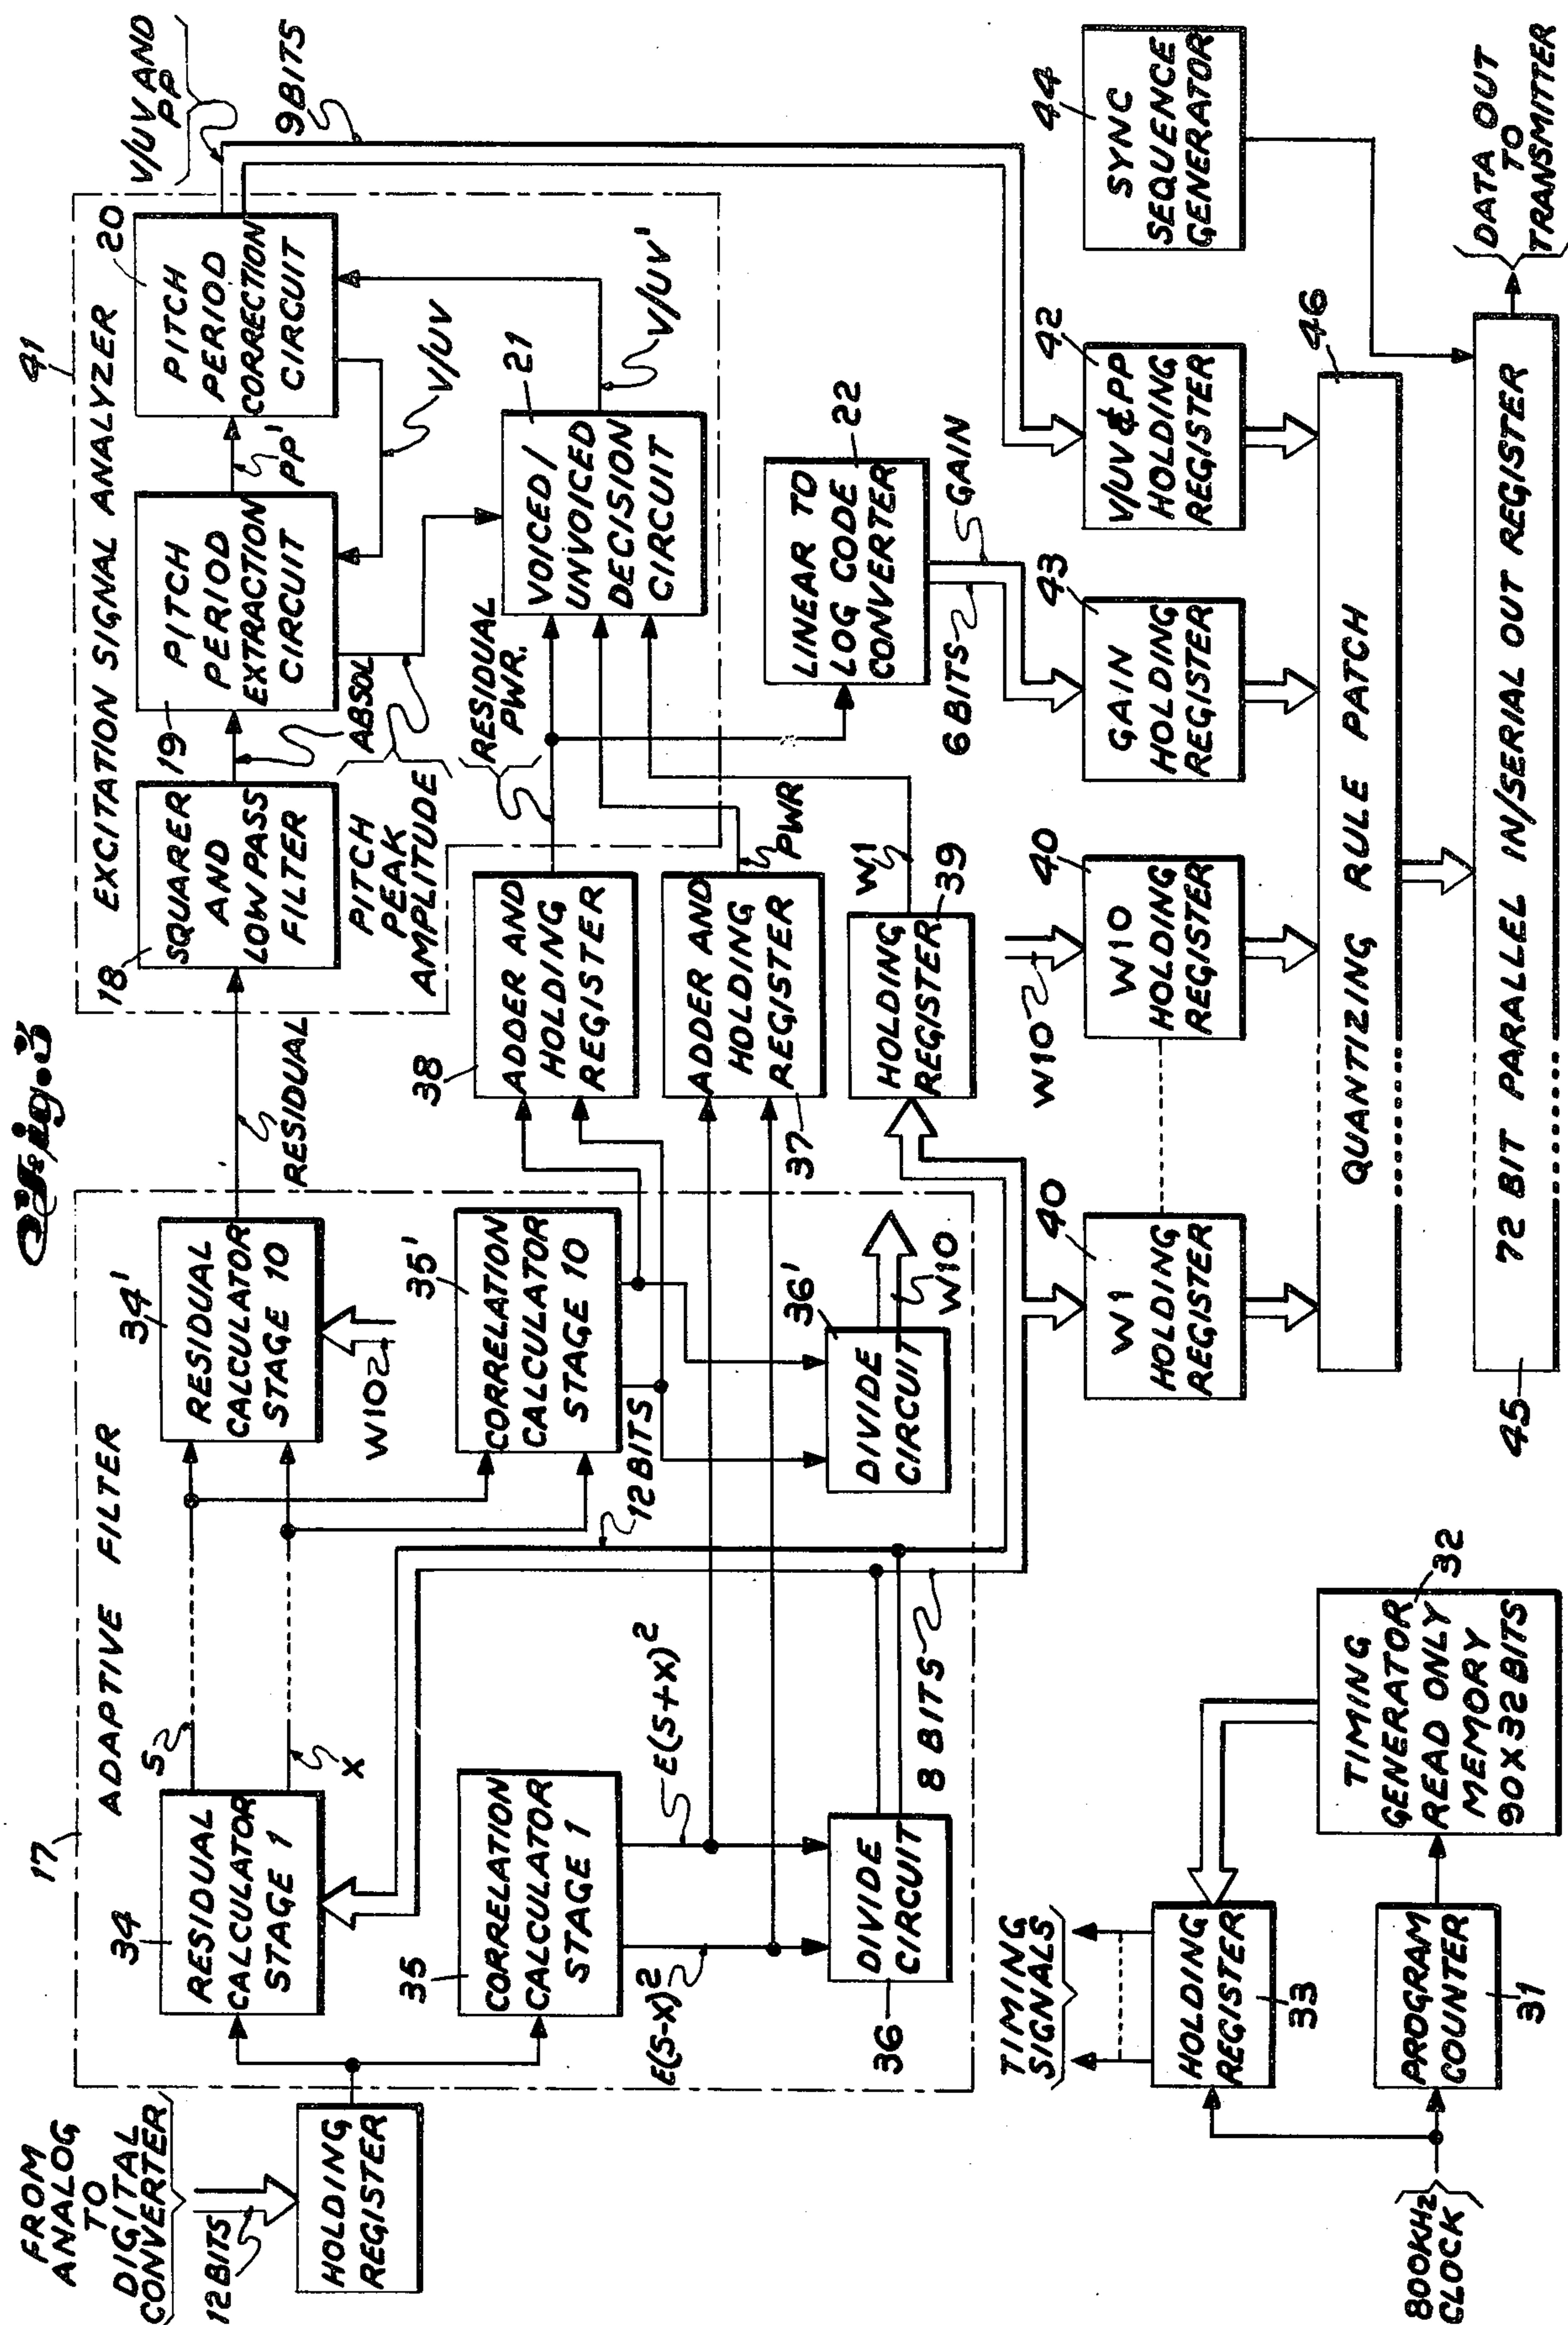 Fig. 3
FROM
ANALOG
TO
DIGITAL
CONVERTER
12 BITS
HOLDING
REGISTER
17
ADAPTIVE FILTER
34
RESIDUAL
CALCULATOR
STAGE 1
S
X
34'
RESIDUAL
CALCULATOR
STAGE 10
W10
RESIDUAL
35
CORRELATION
CALCULATOR
STAGE 1
E(S-X)²
E(S+X)²
35'
CORRELATION
CALCULATOR
STAGE 10
12 BITS
36
DIVIDE
CIRCUIT
8 BITS
36'
DIVIDE
CIRCUIT
W10
41
EXCITATION SIGNAL ANALYZER
18
SQUARER
AND
LOW PASS
FILTER
19
PITCH
PERIOD
EXTRACTION
CIRCUIT
PP'
20
PITCH
PERIOD
CORRECTION
CIRCUIT
V/UV AND
PP
9 BITS
ABSOL
PITCH
PEAK
AMPLITUDE
V/UV
RESIDUAL
PWR.
21
VOICED/
UNVOICED
DECISION
CIRCUIT
V/UV'
38
ADDER AND
HOLDING
REGISTER
37
ADDER AND
HOLDING
REGISTER
PWR
W1
HOLDING
REGISTER
39
22
LINEAR TO
LOG CODE
CONVERTER
6 BITS
GAIN
TIMING
SIGNALS
HOLDING
REGISTER
33
800KHz
CLOCK
PROGRAM
COUNTER
31
TIMING
GENERATOR
READ ONLY
MEMORY
90X32 BITS
32
40
W1
HOLDING
REGISTER
W10
40
W10
HOLDING
REGISTER
43
GAIN
HOLDING
REGISTER
42
V/UV & PP
HOLDING
REGISTER
44
SYNC
SEQUENCE
GENERATOR
QUANTIZING RULE PATCH
46
45
72 BIT PARALLEL IN/SERIAL OUT REGISTER
DATA OUT
TO
TRANSMITTER